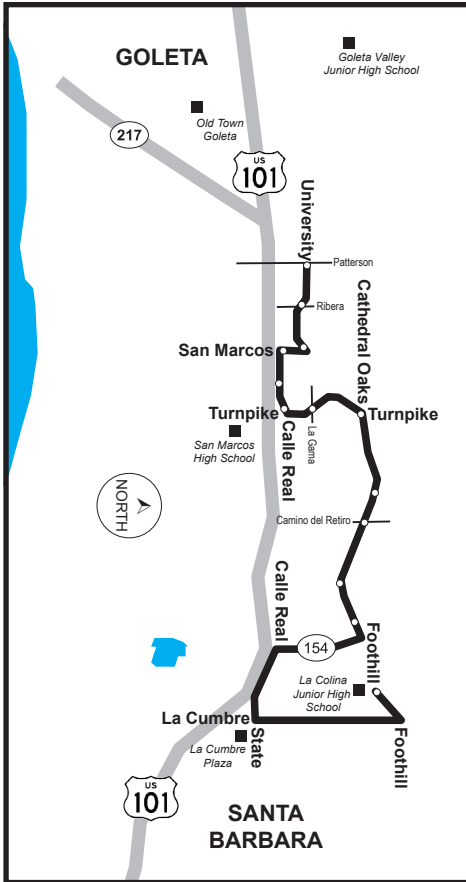 GOLETA
Goleta Valley
Junior High School
Old Town
Goleta
217
US
101
University
Patterson
Cathedral Oaks
Ribera
San Marcos
Turnpike
Turnpike
La Gama
Calle Real
San Marcos
High School
NORTH
Camino del Retiro
Calle Real
154
Foothill
La Colina
Junior High
School
La Cumbre
State
Foothill
La Cumbre
Plaza
US
101
SANTA
BARBARA